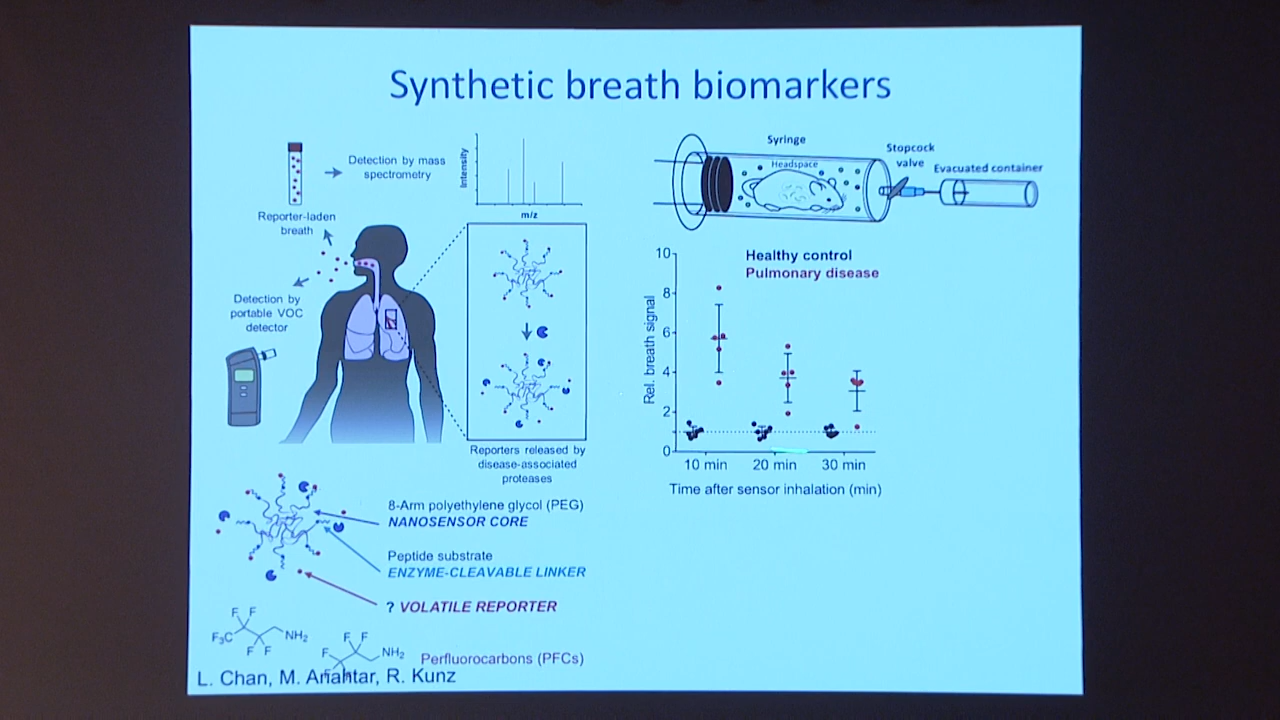 Synthetic breath biomarkers
Detection by mass
spectrometry
Intensity
m/z
Reporter-laden
breath
Detection by
portable VOC
detector
Reporters released by
disease-associated
proteases
8-Arm polyethylene glycol (PEG)
NANOSENSOR CORE
Peptide substrate
ENZYME-CLEAVABLE LINKER
? VOLATILE REPORTER
F F
F₃C NH₂
F F
F F
F NH₂
F
Perfluorocarbons (PFCs)
L. Chan, M. Anahtar, R. Kunz
Syringe
Headspace
Stopcock
valve
Evacuated container
Healthy control
Pulmonary disease
Rel. breath signal
10
8
6
4
2
0
10 min 20 min 30 min
Time after sensor inhalation (min)